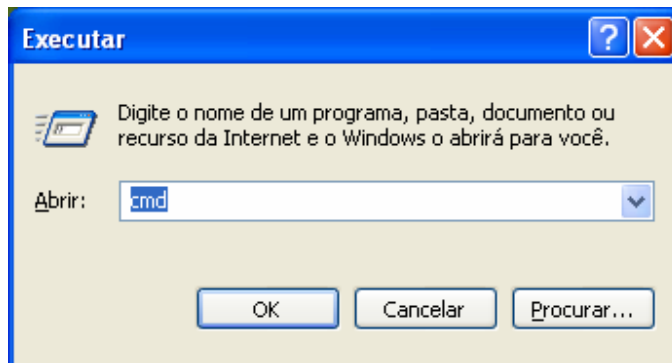 Executar
Digite o nome de um programa, pasta, documento ou
recurso da Internet e o Windows o abrirá para você.
Abrir: cmd
OK Cancelar Procurar...